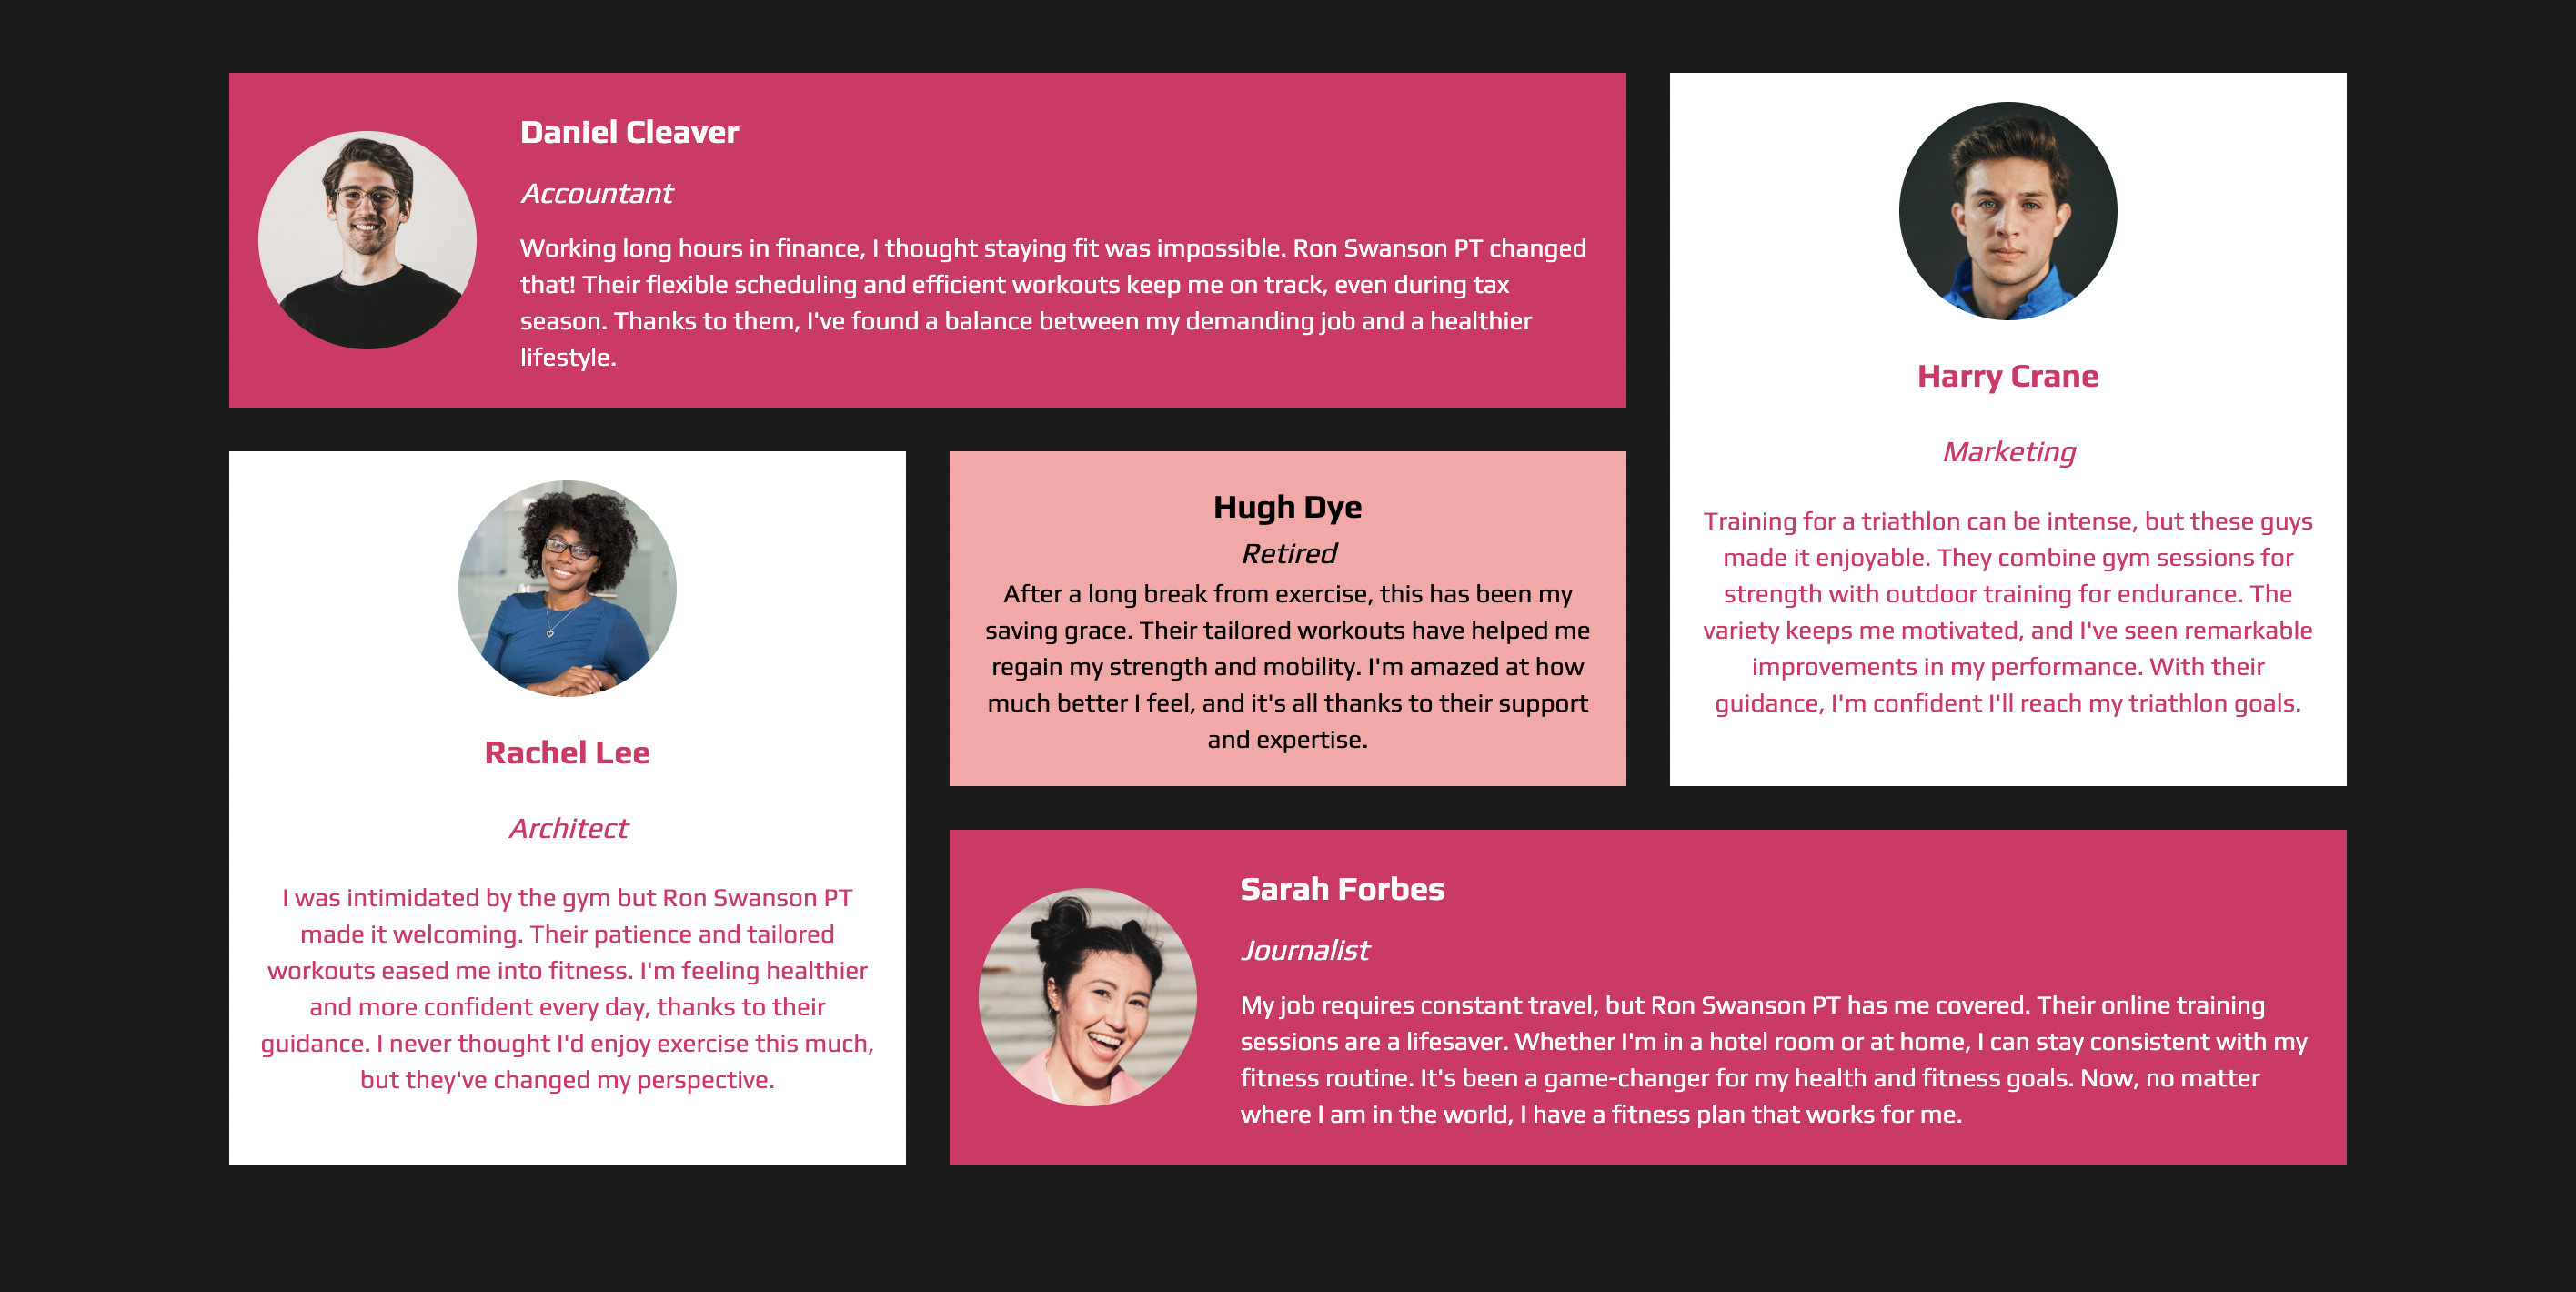 Daniel Cleaver
Accountant
Working long hours in finance, I thought staying fit was impossible. Ron Swanson PT changed
that! Their flexible scheduling and efficient workouts keep me on track, even during tax
season. Thanks to them, I've found a balance between my demanding job and a healthier
lifestyle.
Harry Crane
Marketing
Training for a triathlon can be intense, but these guys
made it enjoyable. They combine gym sessions for
strength with outdoor training for endurance. The
variety keeps me motivated, and I've seen remarkable
improvements in my performance. With their
guidance, I'm confident I'll reach my triathlon goals.
Rachel Lee
Architect
I was intimidated by the gym but Ron Swanson PT
made it welcoming. Their patience and tailored
workouts eased me into fitness. I'm feeling healthier
and more confident every day, thanks to their
guidance. I never thought I'd enjoy exercise this much,
but they've changed my perspective.
Hugh Dye
Retired
After a long break from exercise, this has been my
saving grace. Their tailored workouts have helped me
regain my strength and mobility. I'm amazed at how
much better I feel, and it's all thanks to their support
and expertise.
Sarah Forbes
Journalist
My job requires constant travel, but Ron Swanson PT has me covered. Their online training
sessions are a lifesaver. Whether I'm in a hotel room or at home, I can stay consistent with my
fitness routine. It's been a game-changer for my health and fitness goals. Now, no matter
where I am in the world, I have a fitness plan that works for me.